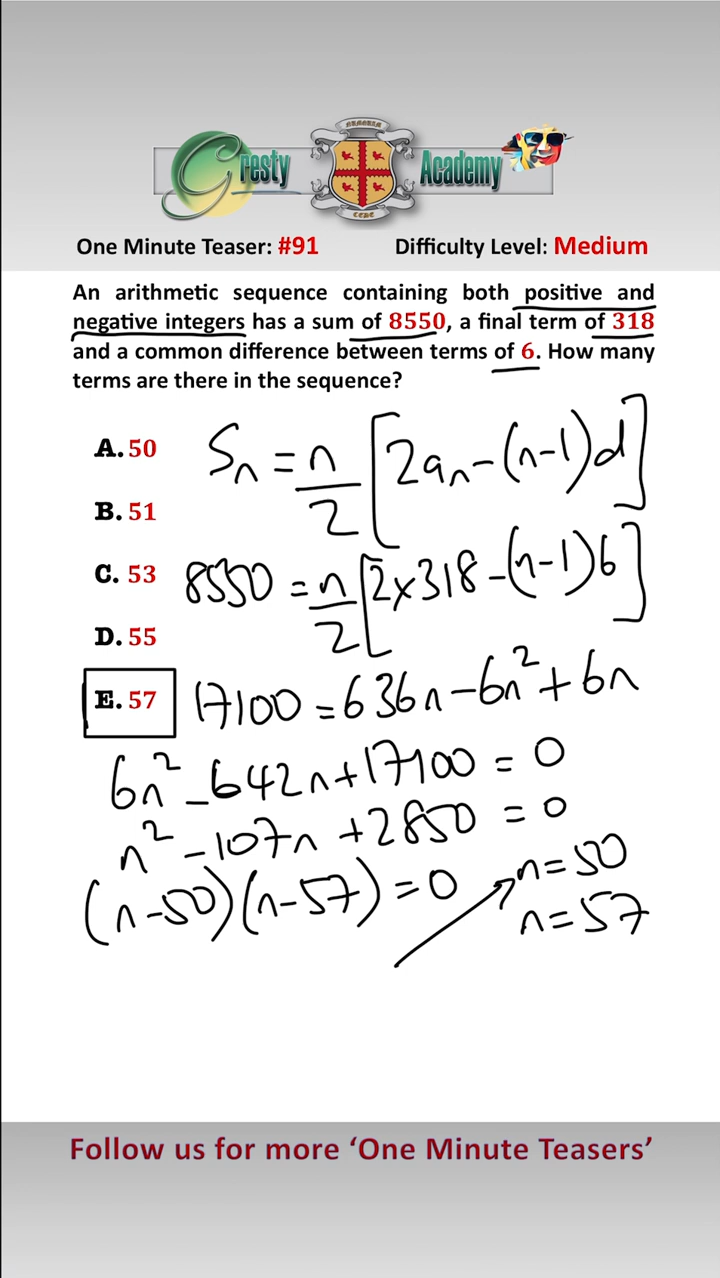 MEMORIA
Gresty Academy
CEDE
One Minute Teaser: #91 Difficulty Level: Medium
An arithmetic sequence containing both positive and
negative integers has a sum of 8550, a final term of 318
and a common difference between terms of 6. How many
terms are there in the sequence?
A. 50
B. 51
C. 53
D. 55
E. 57
Sn = n/2 [2an - (n-1)d]
8550 = n/2 [2x318 - (n-1)6]
17100 = 636n - 6n² + 6n
6n² - 642n + 17100 = 0
n² - 107n + 2850 = 0
(n-50)(n-57) = 0
n = 50
n = 57
Follow us for more ‘One Minute Teasers’